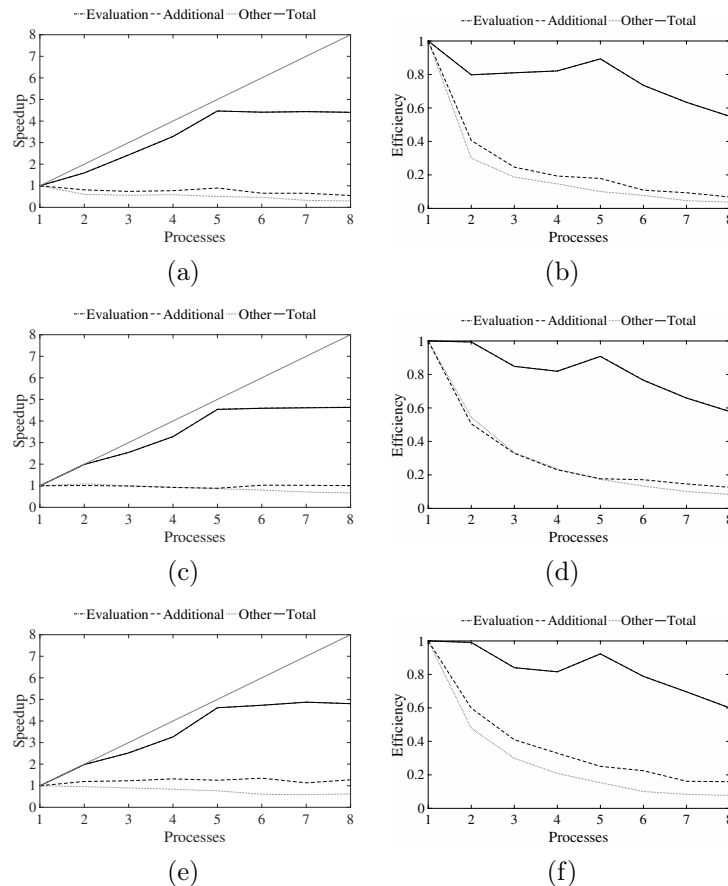 Evaluation Additional Other Total
8
7
6
5
4
3
2
1
0
Speedup
1 2 3 4 5 6 7 8
Processes
(a)
Evaluation Additional Other Total
1
0.8
0.6
0.4
0.2
0
Efficiency
1 2 3 4 5 6 7 8
Processes
(b)
Evaluation Additional Other Total
8
7
6
5
4
3
2
1
0
Speedup
1 2 3 4 5 6 7 8
Processes
(c)
Evaluation Additional Other Total
1
0.8
0.6
0.4
0.2
0
Efficiency
1 2 3 4 5 6 7 8
Processes
(d)
Evaluation Additional Other Total
8
7
6
5
4
3
2
1
0
Speedup
1 2 3 4 5 6 7 8
Processes
(e)
Evaluation Additional Other Total
1
0.8
0.6
0.4
0.2
0
Efficiency
1 2 3 4 5 6 7 8
Processes
(f)